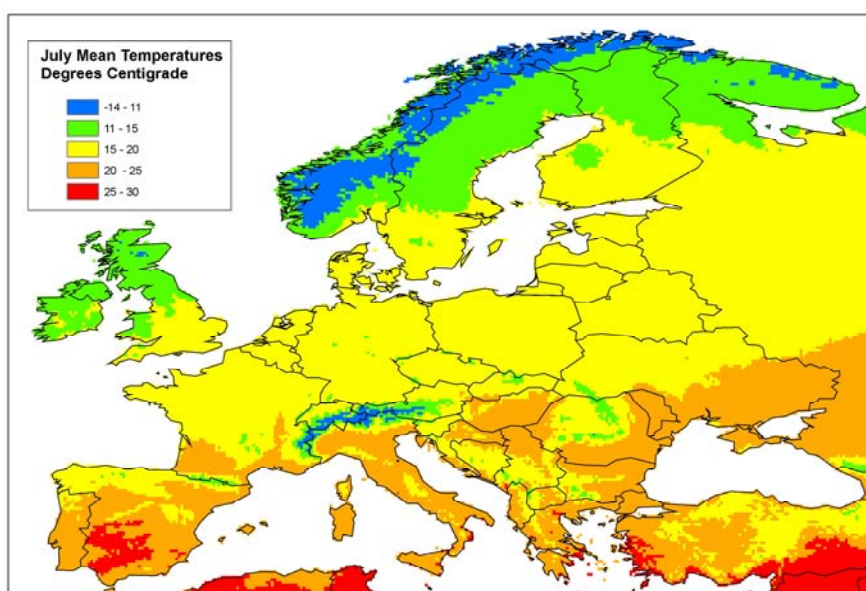 July Mean Temperatures
Degrees Centigrade
-14 - 11
11 - 15
15 - 20
20 - 25
25 - 30